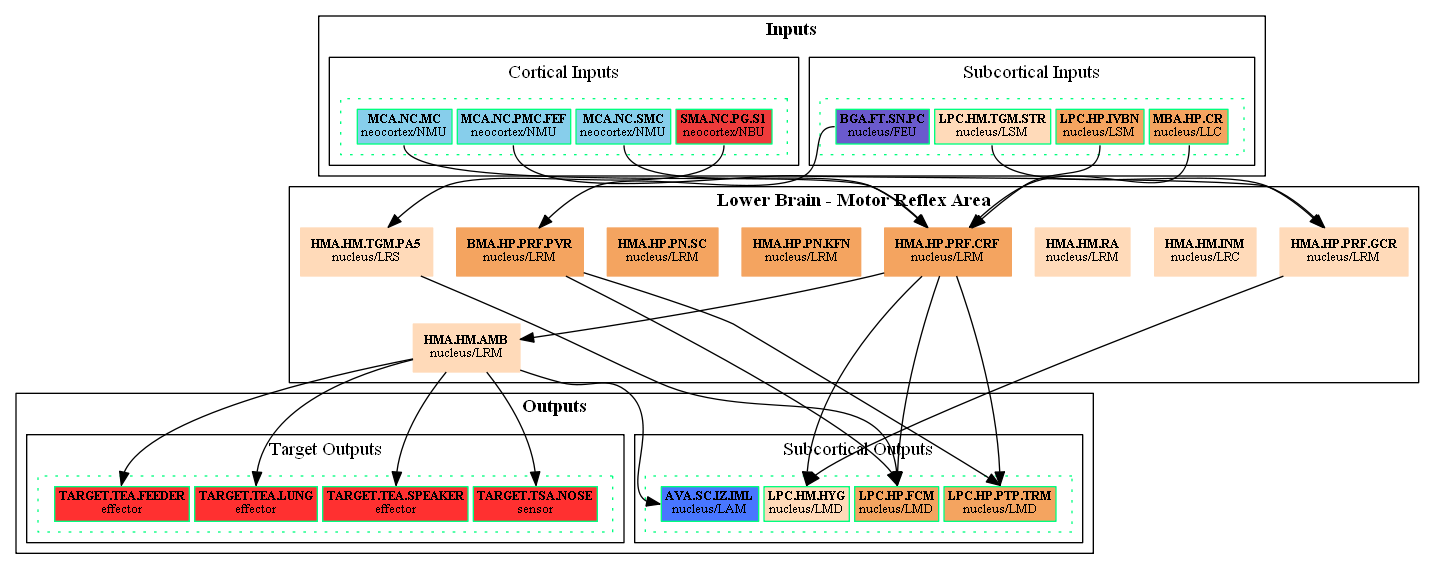 Inputs
Cortical Inputs
Subcortical Inputs
MCA.NC.MC
neocortex/NMU
MCA.NC.PMC.FEF
neocortex/NMU
MCA.NC.SMC
neocortex/NMU
SMA.NC.PG.S1
neocortex/NBU
BGA.FT.SN.PC
nucleus/FEU
LPC.HM.TGM.STR
nucleus/LSM
LPC.HP.IVBN
nucleus/LSM
MBA.HP.CR
nucleus/LLC
Lower Brain - Motor Reflex Area
HMA.HM.TGM.PA5
nucleus/LRS
BMA.HP.PRF.PVR
nucleus/LRM
HMA.HP.PN.SC
nucleus/LRM
HMA.HP.PN.KFN
nucleus/LRM
HMA.HP.PRF.CRF
nucleus/LRM
HMA.HM.RA
nucleus/LRM
HMA.HM.INM
nucleus/LRC
HMA.HP.PRF.GCR
nucleus/LRM
HMA.HM.AMB
nucleus/LRM
Outputs
Target Outputs
Subcortical Outputs
TARGET.TEA.FEEDER
effector
TARGET.TEA.LUNG
effector
TARGET.TEA.SPEAKER
effector
TARGET.TSA.NOSE
sensor
AVA.SC.IZ.IML
nucleus/LAM
LPC.HM.HYG
nucleus/LMD
LPC.HP.FCM
nucleus/LMD
LPC.HP.PTP.TRM
nucleus/LMD